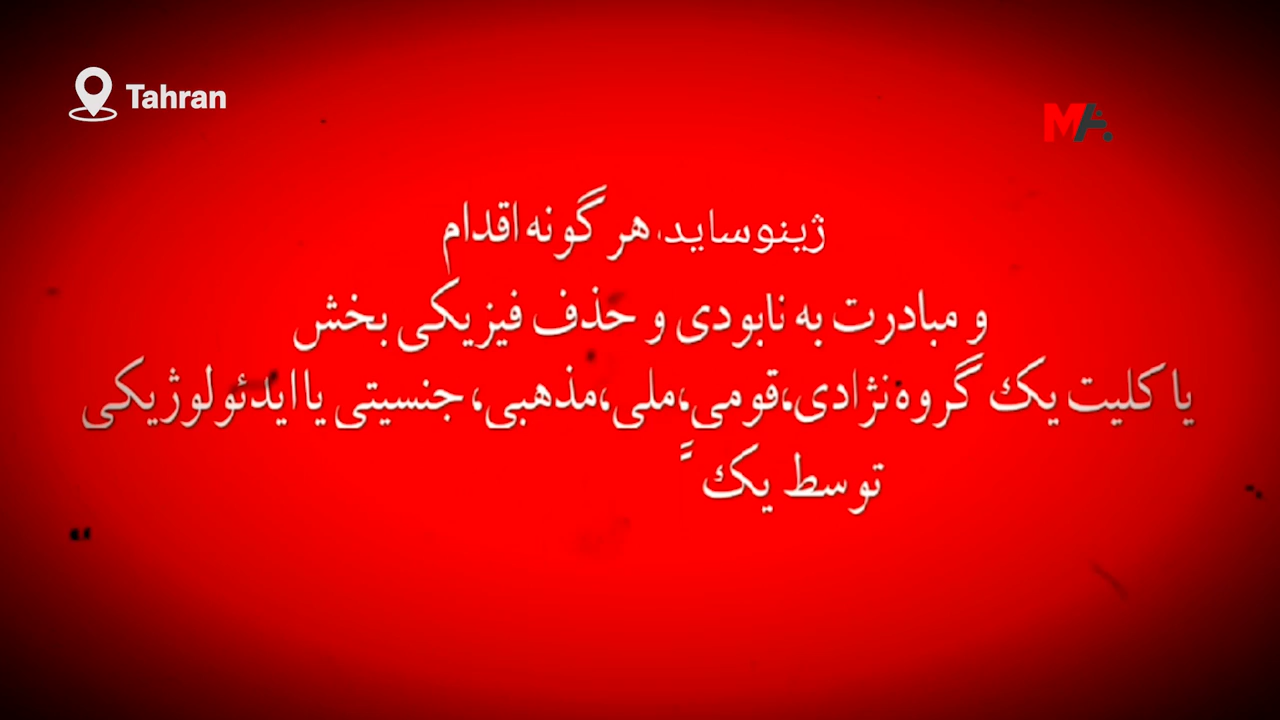 Tahran
MA
ژینوساید، هر گونه اقدام
و مبادرت به نابودی و حذف فیزیکی بخش
یا کلیت یک گروه نژادی، قومی، ملی، مذهبی، جنسیتی یا ایدئولوژیکی
توسط یک